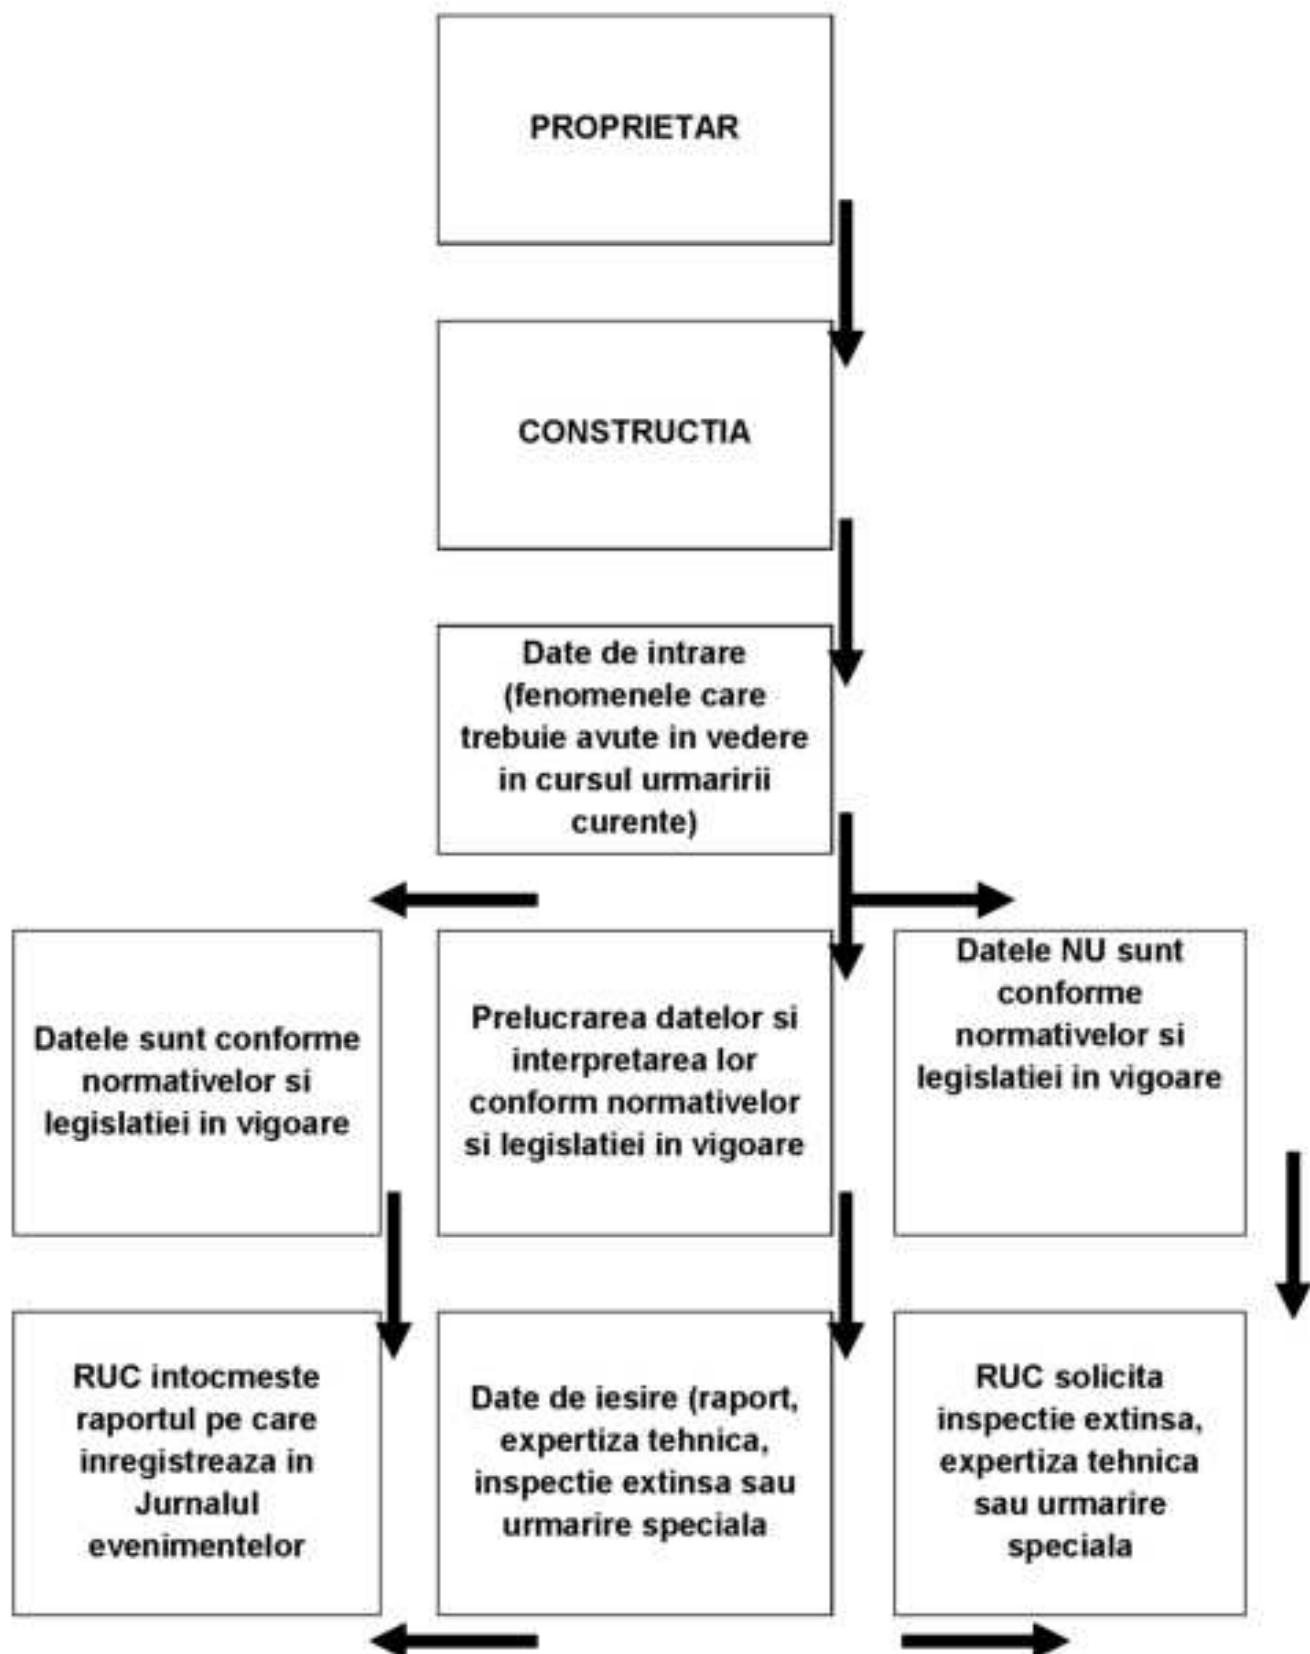 PROPRIETAR
CONSTRUCTIA
Date de intrare
(fenomenele care
trebuie avute in vedere
in cursul urmaririi
curente)
Datele sunt conforme
normativelor si
legislatiei in vigoare
Prelucrarea datelor si
interpretarea lor
conform normativelor
si legislatiei in vigoare
Datele NU sunt
conforme
normativelor si
legislatiei in vigoare
RUC intocmeste
raportul pe care
inregistreaza in
Jurnalul
evenimentelor
Date de iesire (raport,
expertiza tehnica,
inspectie extinsa sau
urmarire speciala
RUC solicita
inspectie extinsa,
expertiza tehnica
sau urmarire
speciala